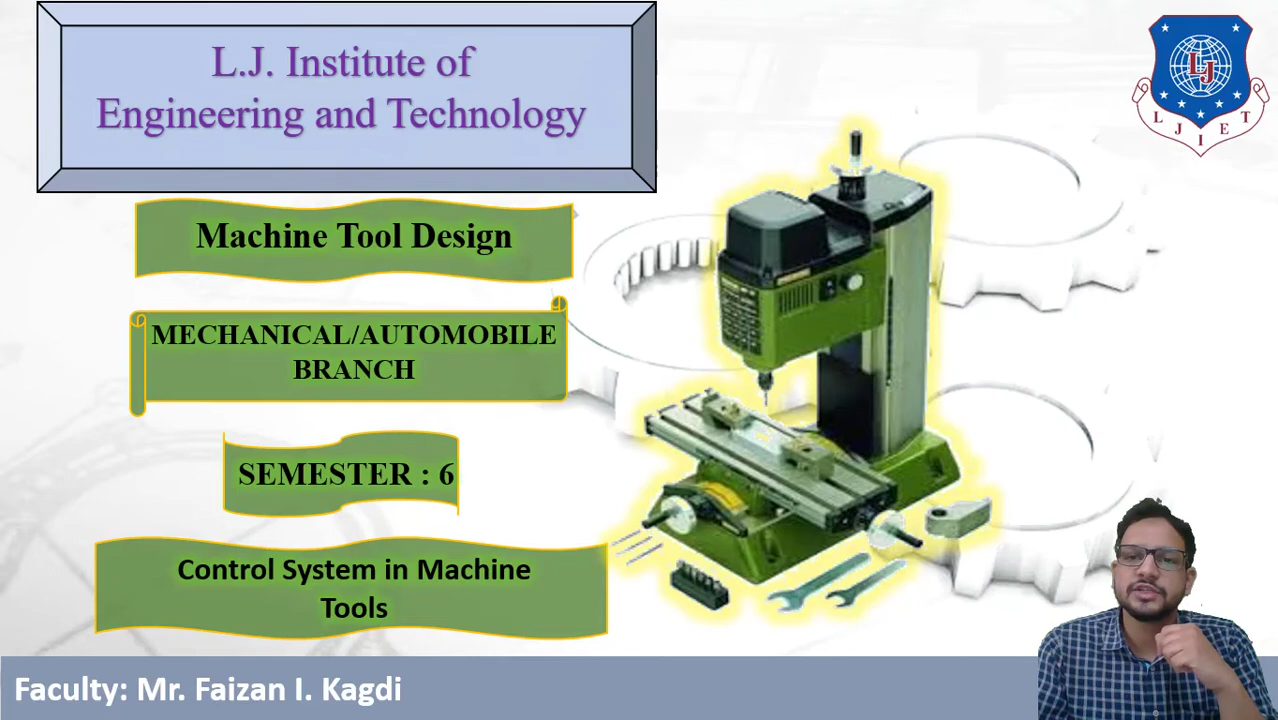 L.J. Institute of
Engineering and Technology
LJ
L J I E T
Machine Tool Design
MECHANICAL/AUTOMOBILE
BRANCH
SEMESTER : 6
Control System in Machine
Tools
Faculty: Mr. Faizan I. Kagdi